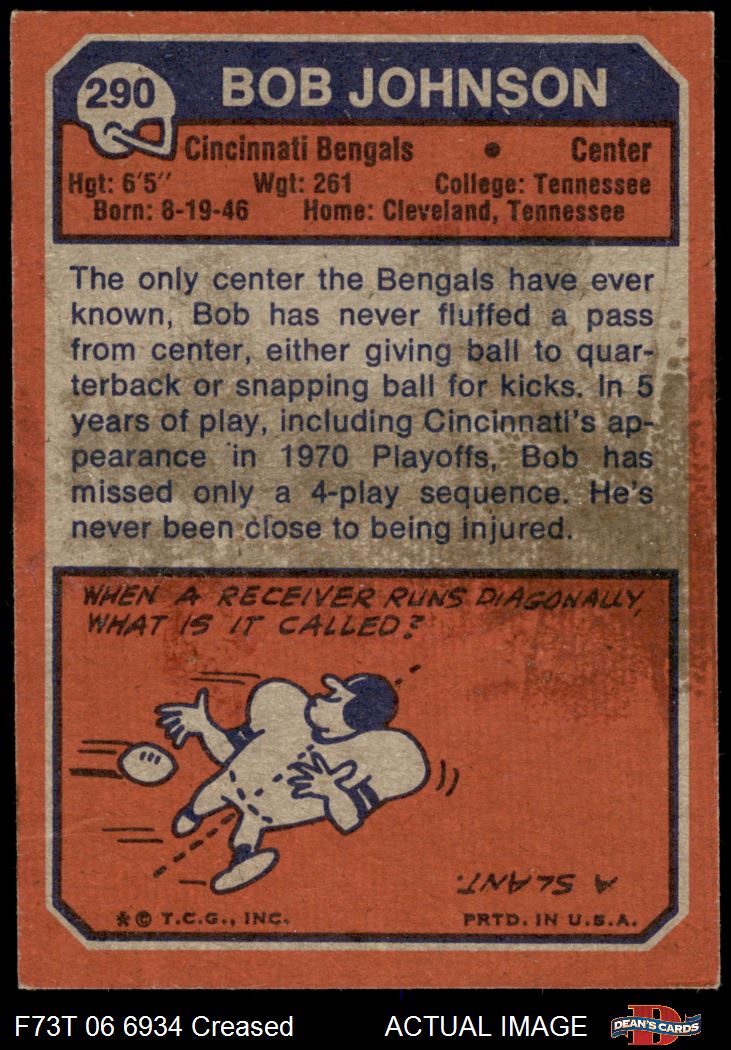 290
BOB JOHNSON
Cincinnati Bengals • Center
Hgt: 6'5" Wgt: 261 College: Tennessee
Born: 8-19-46 Home: Cleveland, Tennessee
The only center the Bengals have ever
known, Bob has never fluffed a pass
from center, either giving ball to quar-
terback or snapping ball for kicks. In 5
years of play, including Cincinnati's ap-
pearance in 1970 Playoffs, Bob has
missed only a 4-play sequence. He's
never been close to being injured.
WHEN A RECEIVER RUNS DIAGONALLY,
WHAT IS IT CALLED?
A SLANT.
*© T.C.G., INC. PRTD. IN U.S.A.
F73T 06 6934 Creased ACTUAL IMAGE
D
DEAN'S CARDS